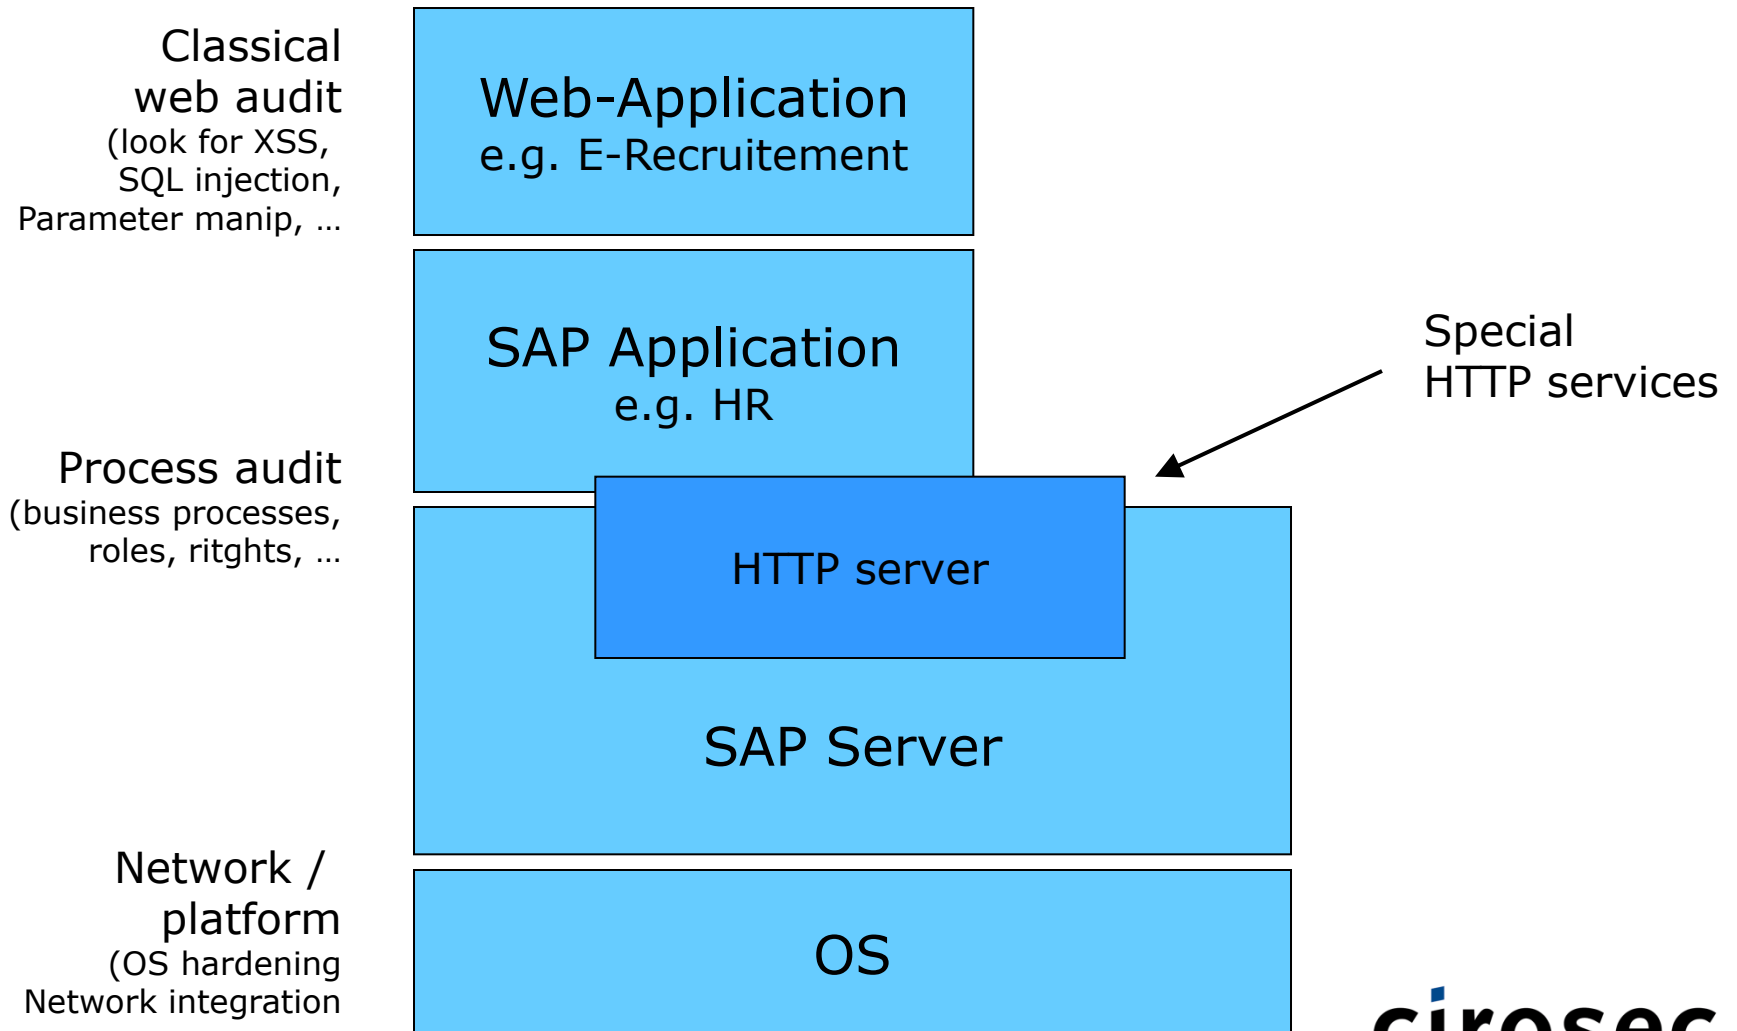 Classical
web audit
(look for XSS,
SQL injection,
Parameter manip, …
Web-Application
e.g. E-Recruitement
SAP Application
e.g. HR
Special
HTTP services
Process audit
(business processes,
roles, ritghts, …
HTTP server
SAP Server
Network /
platform
(OS hardening
Network integration
OS
cirosec